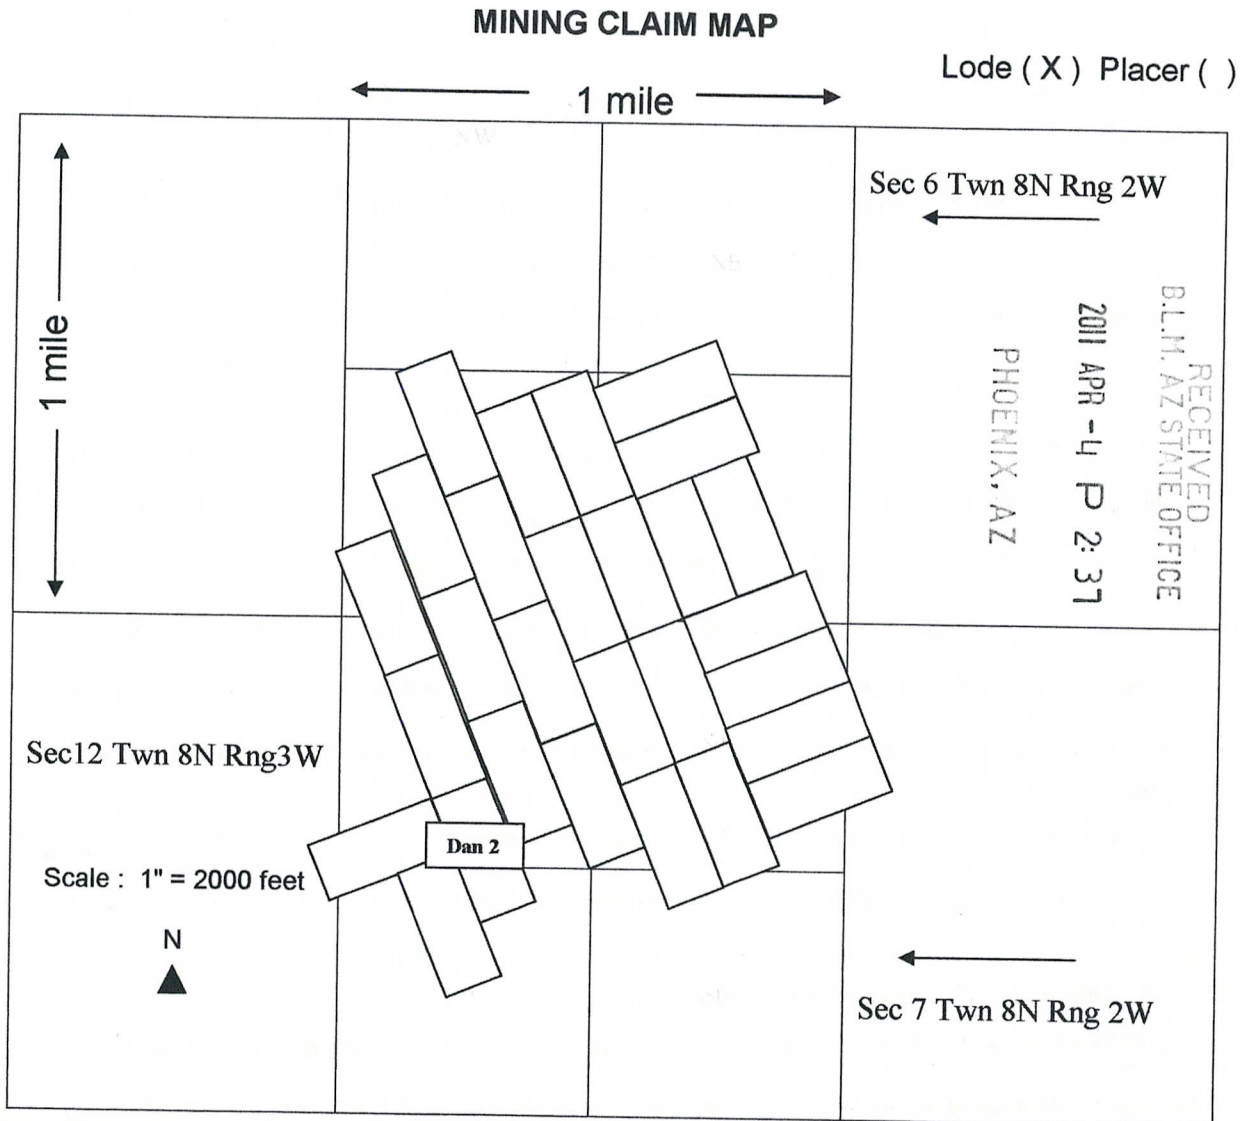 MINING CLAIM MAP
Lode ( X ) Placer ( )
1 mile
Sec 6 Twn 8N Rng 2W
1 mile
RECEIVED
B.L.M. AZ STATE OFFICE
2011 APR -4 P 2: 37
PHOENIX, AZ
Sec12 Twn 8N Rng3W
Dan 2
Scale : 1" = 2000 feet
N
Sec 7 Twn 8N Rng 2W